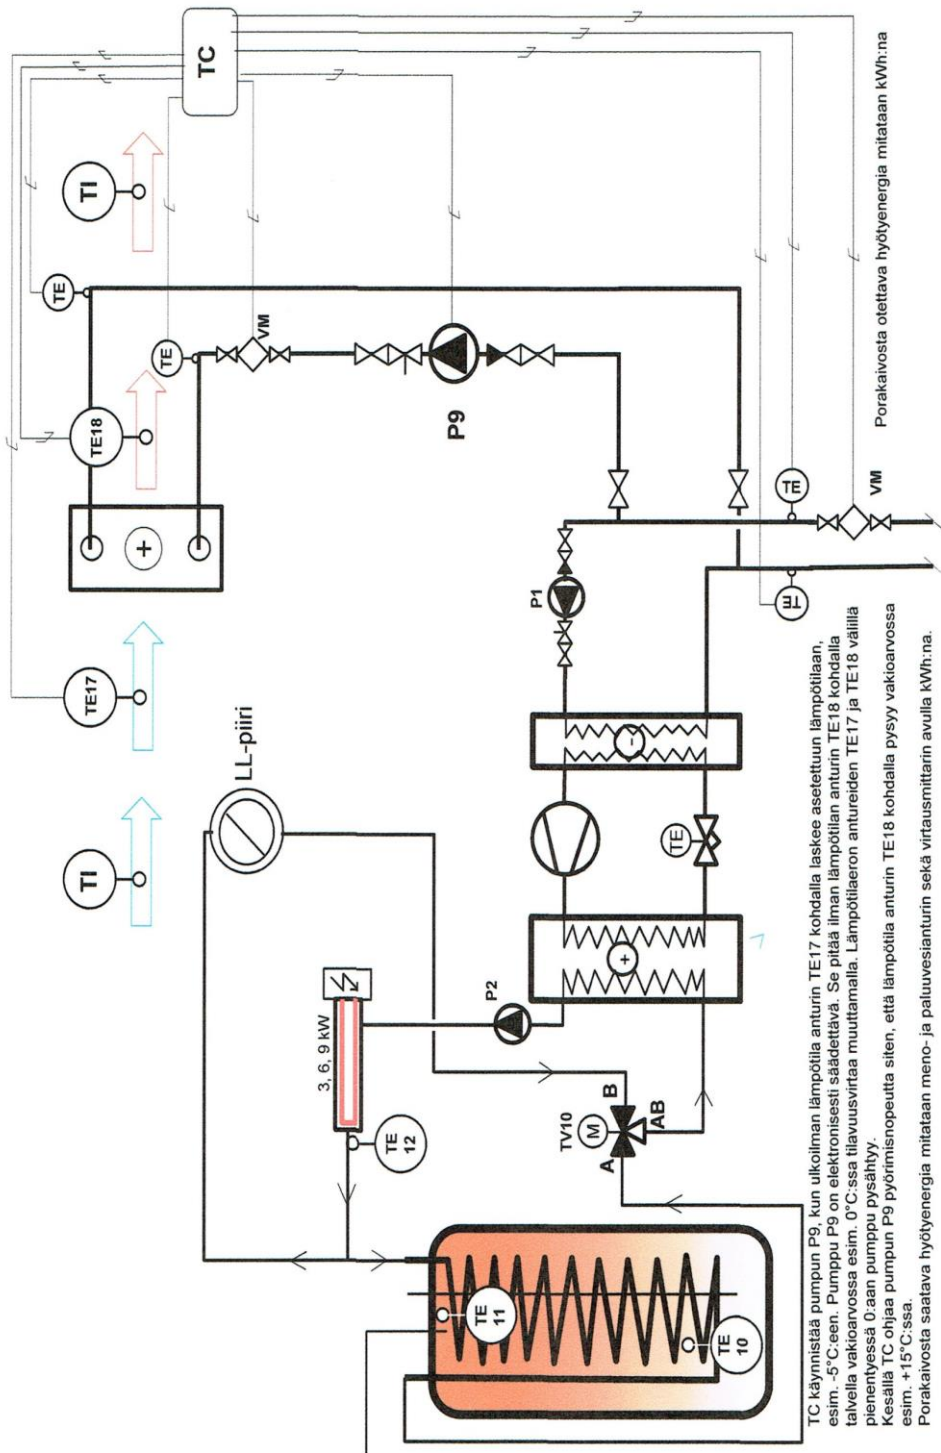 TI
TE17
TE18
TI
TE
TE
TC
+
VM
LL-piiri
P9
3, 6, 9 kW
TE
12
P2
P1
TE
11
TE
10
TV10
M
A
B
AB
+
TE
-
TE
TE
VM
Porakaivosta otettava hyötyenergia mitataan kWh:na
TC käynnistää pumpun P9, kun ulkoilman lämpötila anturin TE17 kohdalla laskee asetettuun lämpötilaan,
esim. -5°C:een. Pumppu P9 on elektronisesti säädettävä. Se pitää ilman lämpötilan anturin TE18 kohdalla
talvella vakioarvossa esim. 0°C:ssa tilavuusvirtaa muuttamalla. Lämpötilaeron antureiden TE17 ja TE18 välillä
pienentyessä 0:aan pumppu pysähtyy.
Kesällä TC ohjaa pumpun P9 pyörimisnopeutta siten, että lämpötila anturin TE18 kohdalla pysyy vakioarvossa
esim. +15°C:ssa.
Porakaivosta saatava hyötyenergia mitataan meno- ja paluuvesianturin sekä virtausmittarin avulla kWh:na.